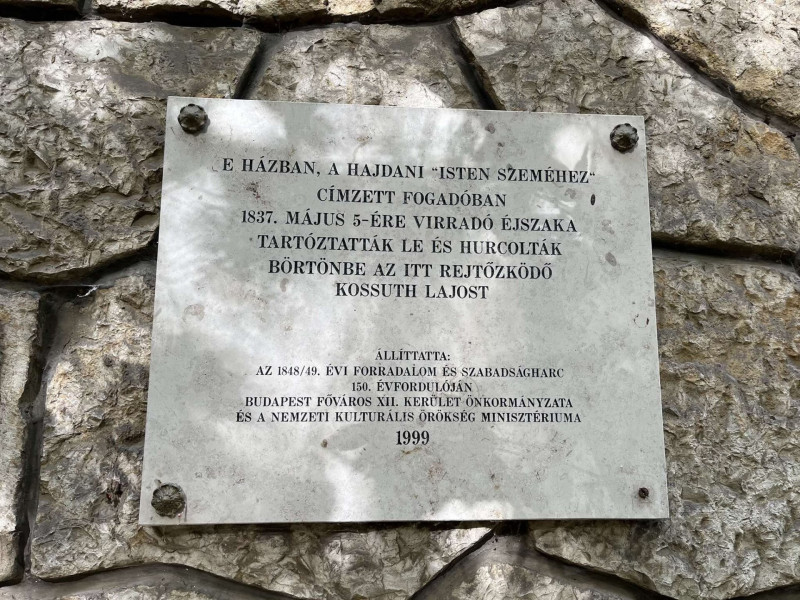 E HÁZBAN, A HAJDANI "ISTEN SZEMÉHEZ"
CÍMZETT FOGADÓBAN
1837. MÁJUS 5-ÉRE VIRRADÓ ÉJSZAKA
TARTÓZTATTÁK LE ÉS HURCOLTÁK
BÖRTÖNBE AZ ITT REJTŐZKÖDŐ
KOSSUTH LAJOST
ÁLLÍTTATTA:
AZ 1848/49. ÉVI FORRADALOM ÉS SZABADSÁGHARC
150. ÉVFORDULÓJÁN
BUDAPEST FŐVÁROS XII. KERÜLET ÖNKORMÁNYZATA
ÉS A NEMZETI KULTURÁLIS ÖRÖKSÉG MINISZTÉRIUMA
1999